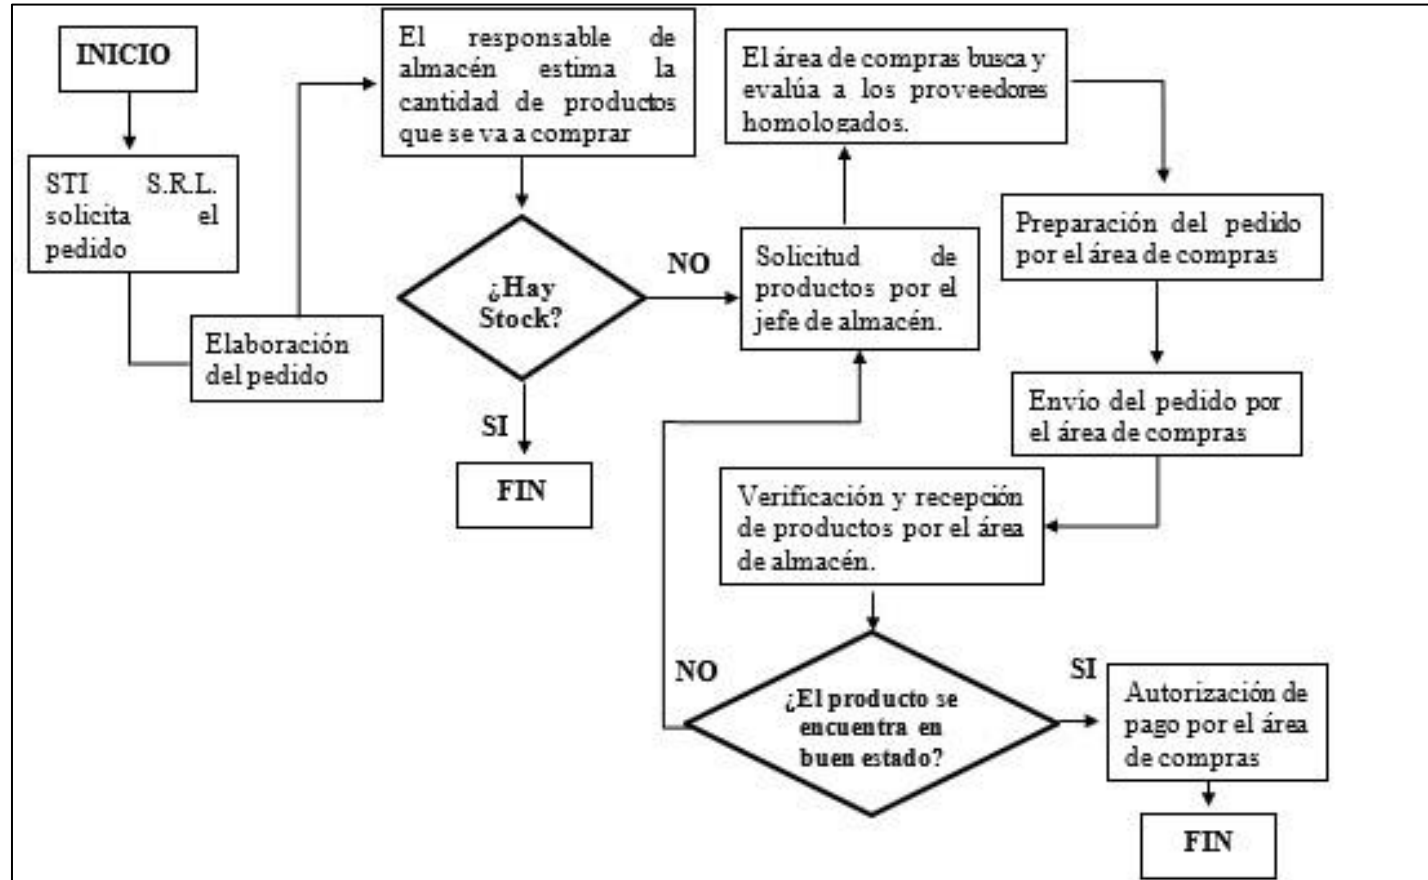 INICIO
STI S.R.L.
solicita el
pedido
Elaboración
del pedido
El responsable de
almacén estima la
cantidad de productos
que se va a comprar
¿Hay
Stock?
SI
FIN
NO
Solicitud de
productos por el
jefe de almacén.
El área de compras busca y
evalúa a los proveedores
homologados.
Preparación del pedido
por el área de compras
Envío del pedido por
el área de compras
Verificación y recepción
de productos por el área
de almacén.
¿El producto se
encuentra en
buen estado?
NO
SI
Autorización de
pago por el área
de compras
FIN